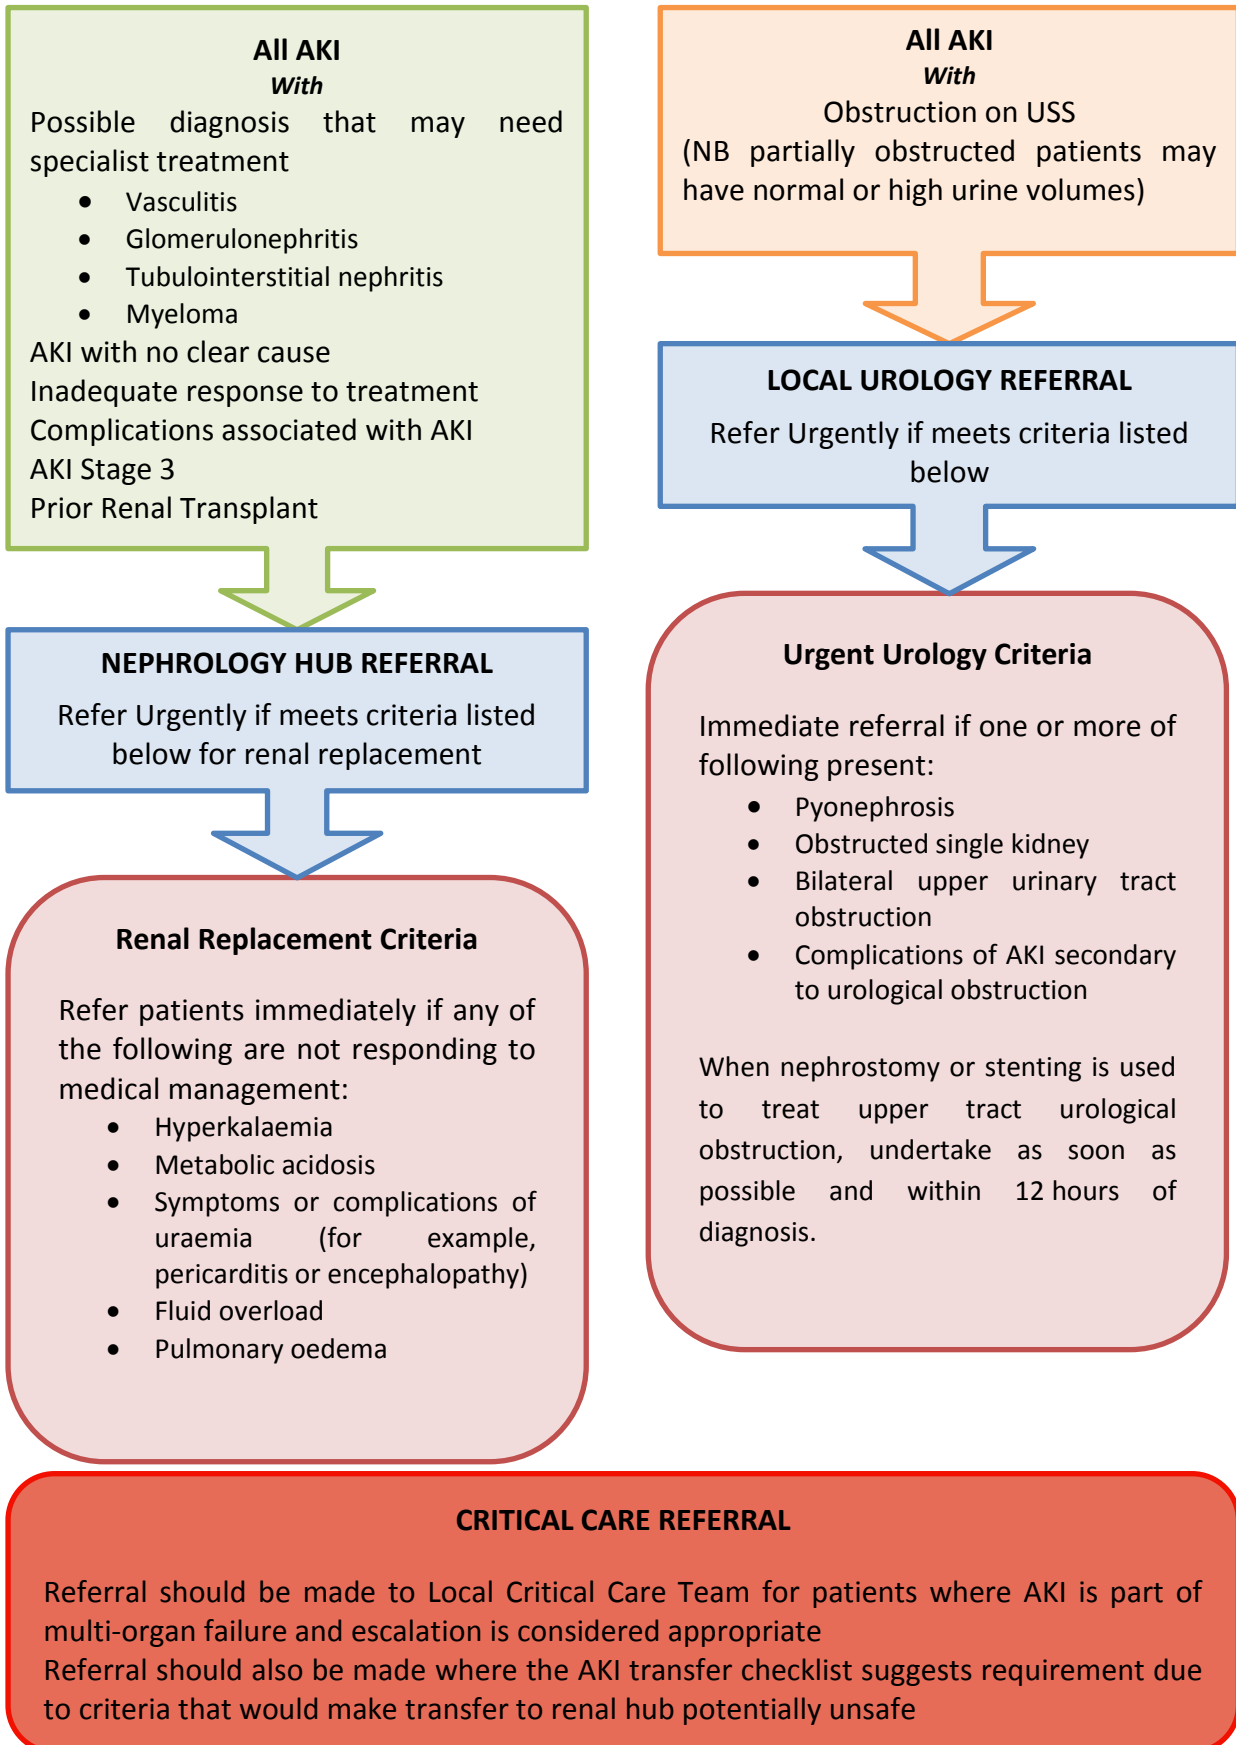 All AKI
With
Possible diagnosis that may need
specialist treatment
• Vasculitis
• Glomerulonephritis
• Tubulointerstitial nephritis
• Myeloma
AKI with no clear cause
Inadequate response to treatment
Complications associated with AKI
AKI Stage 3
Prior Renal Transplant
NEPHROLOGY HUB REFERRAL
Refer Urgently if meets criteria listed
below for renal replacement
Renal Replacement Criteria
Refer patients immediately if any of
the following are not responding to
medical management:
• Hyperkalaemia
• Metabolic acidosis
• Symptoms or complications of
uraemia (for example,
pericarditis or encephalopathy)
• Fluid overload
• Pulmonary oedema
All AKI
With
Obstruction on USS
(NB partially obstructed patients may
have normal or high urine volumes)
LOCAL UROLOGY REFERRAL
Refer Urgently if meets criteria listed
below
Urgent Urology Criteria
Immediate referral if one or more of
following present:
• Pyonephrosis
• Obstructed single kidney
• Bilateral upper urinary tract
obstruction
• Complications of AKI secondary
to urological obstruction
When nephrostomy or stenting is used
to treat upper tract urological
obstruction, undertake as soon as
possible and within 12 hours of
diagnosis.
CRITICAL CARE REFERRAL
Referral should be made to Local Critical Care Team for patients where AKI is part of
multi-organ failure and escalation is considered appropriate
Referral should also be made where the AKI transfer checklist suggests requirement due
to criteria that would make transfer to renal hub potentially unsafe